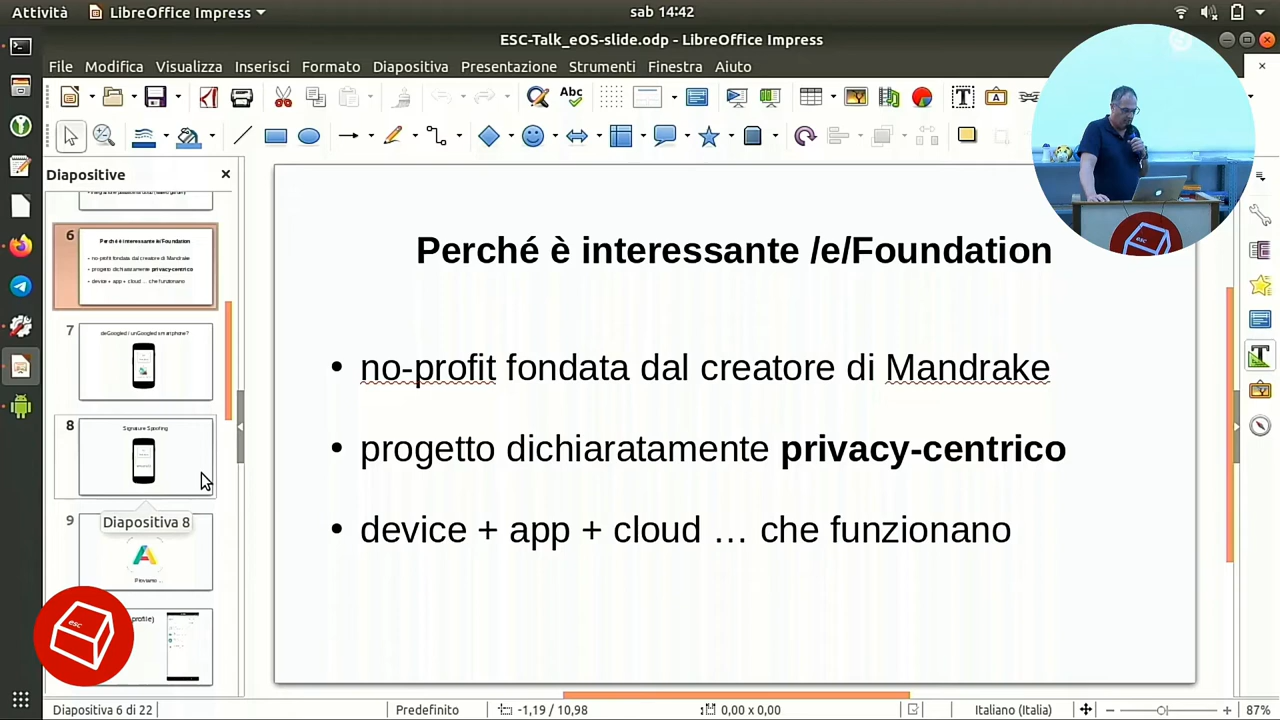 Attività
LibreOffice Impress
sab 14:42
ESC-Talk_eOS-slide.odp - LibreOffice Impress
File Modifica Visualizza Inserisci Formato Diapositiva Presentazione Strumenti Finestra Aiuto
Abc
T
A
Diapositive
6
Perché è interessante /e/Foundation
no-profit fondata dal creatore di Mandrake
progetto dichiaratamente privacy-centrico
device + app + cloud ... che funzionano
7
deGoogled / unGoogled smartphone?
8
Signature Spoofing
Diapositiva 8
9
Proviamo ...
profile)
esc
Perché è interessante /e/Foundation
• no-profit fondata dal creatore di Mandrake
• progetto dichiaratamente privacy-centrico
• device + app + cloud … che funzionano
Diapositiva 6 di 22
Predefinito
-1,19 / 10,98
0,00 x 0,00
Italiano (Italia)
87%